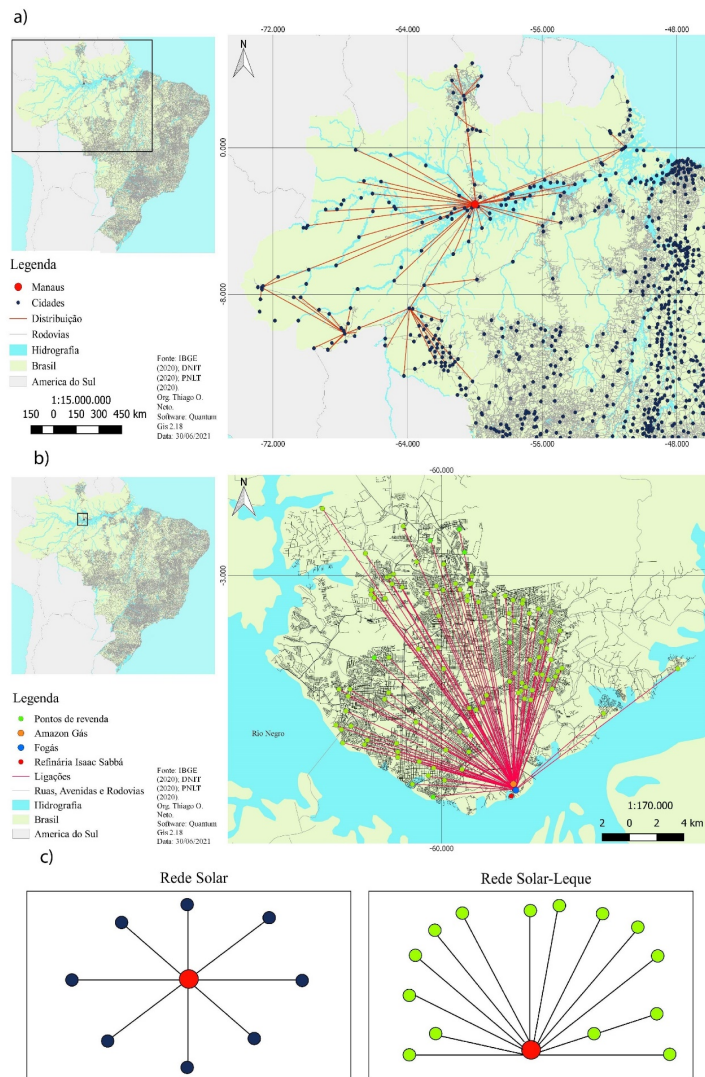 a)
-72.000 -64.000 -56.000 -48.000
N
0.000
-8.000
Legenda
Manaus
Cidades
Distribuição
Rodovias
Hidrografia
Brasil
America do Sul
Fonte: IBGE
(2020); DNIT
(2020); PNLT
(2020)
Org. Thiago O.
Neto.
Software: Quantum
Gis 2.18
Data: 30/06/2021
1:15.000.000
150 0 150 300 450 km
-72.000 -64.000 -56.000 -48.000
b)
-60.000
N
-3.000
Legenda
Pontos de revenda
Amazon Gás
Fogás
Refinária Isaac Sabbá
Ligações
Ruas, Avenidas e Rodovias
Hidrografia
Brasil
America do Sul
Fonte: IBGE
(2020); DNIT
(2020); PNLT
(2020)
Org. Thiago O.
Neto.
Software: Quantum
Gis 2.18
Data: 30/06/2021
Rio Negro
1:170.000
2 0 2 4 km
-60.000
c)
Rede Solar
Rede Solar-Leque